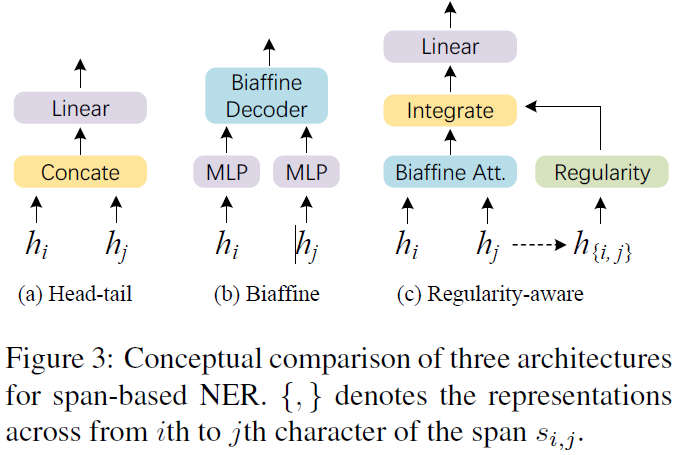 Linear
Concate
h_i h_j
(a) Head-tail
Biaffine
Decoder
MLP MLP
h_i h_j
(b) Biaffine
Linear
Integrate
Biaffine Att. Regularity
h_i h_j h_{i, j}
(c) Regularity-aware
Figure 3: Conceptual comparison of three architectures
for span-based NER. {, } denotes the representations
across from ith to jth character of the span s_{i,j}.